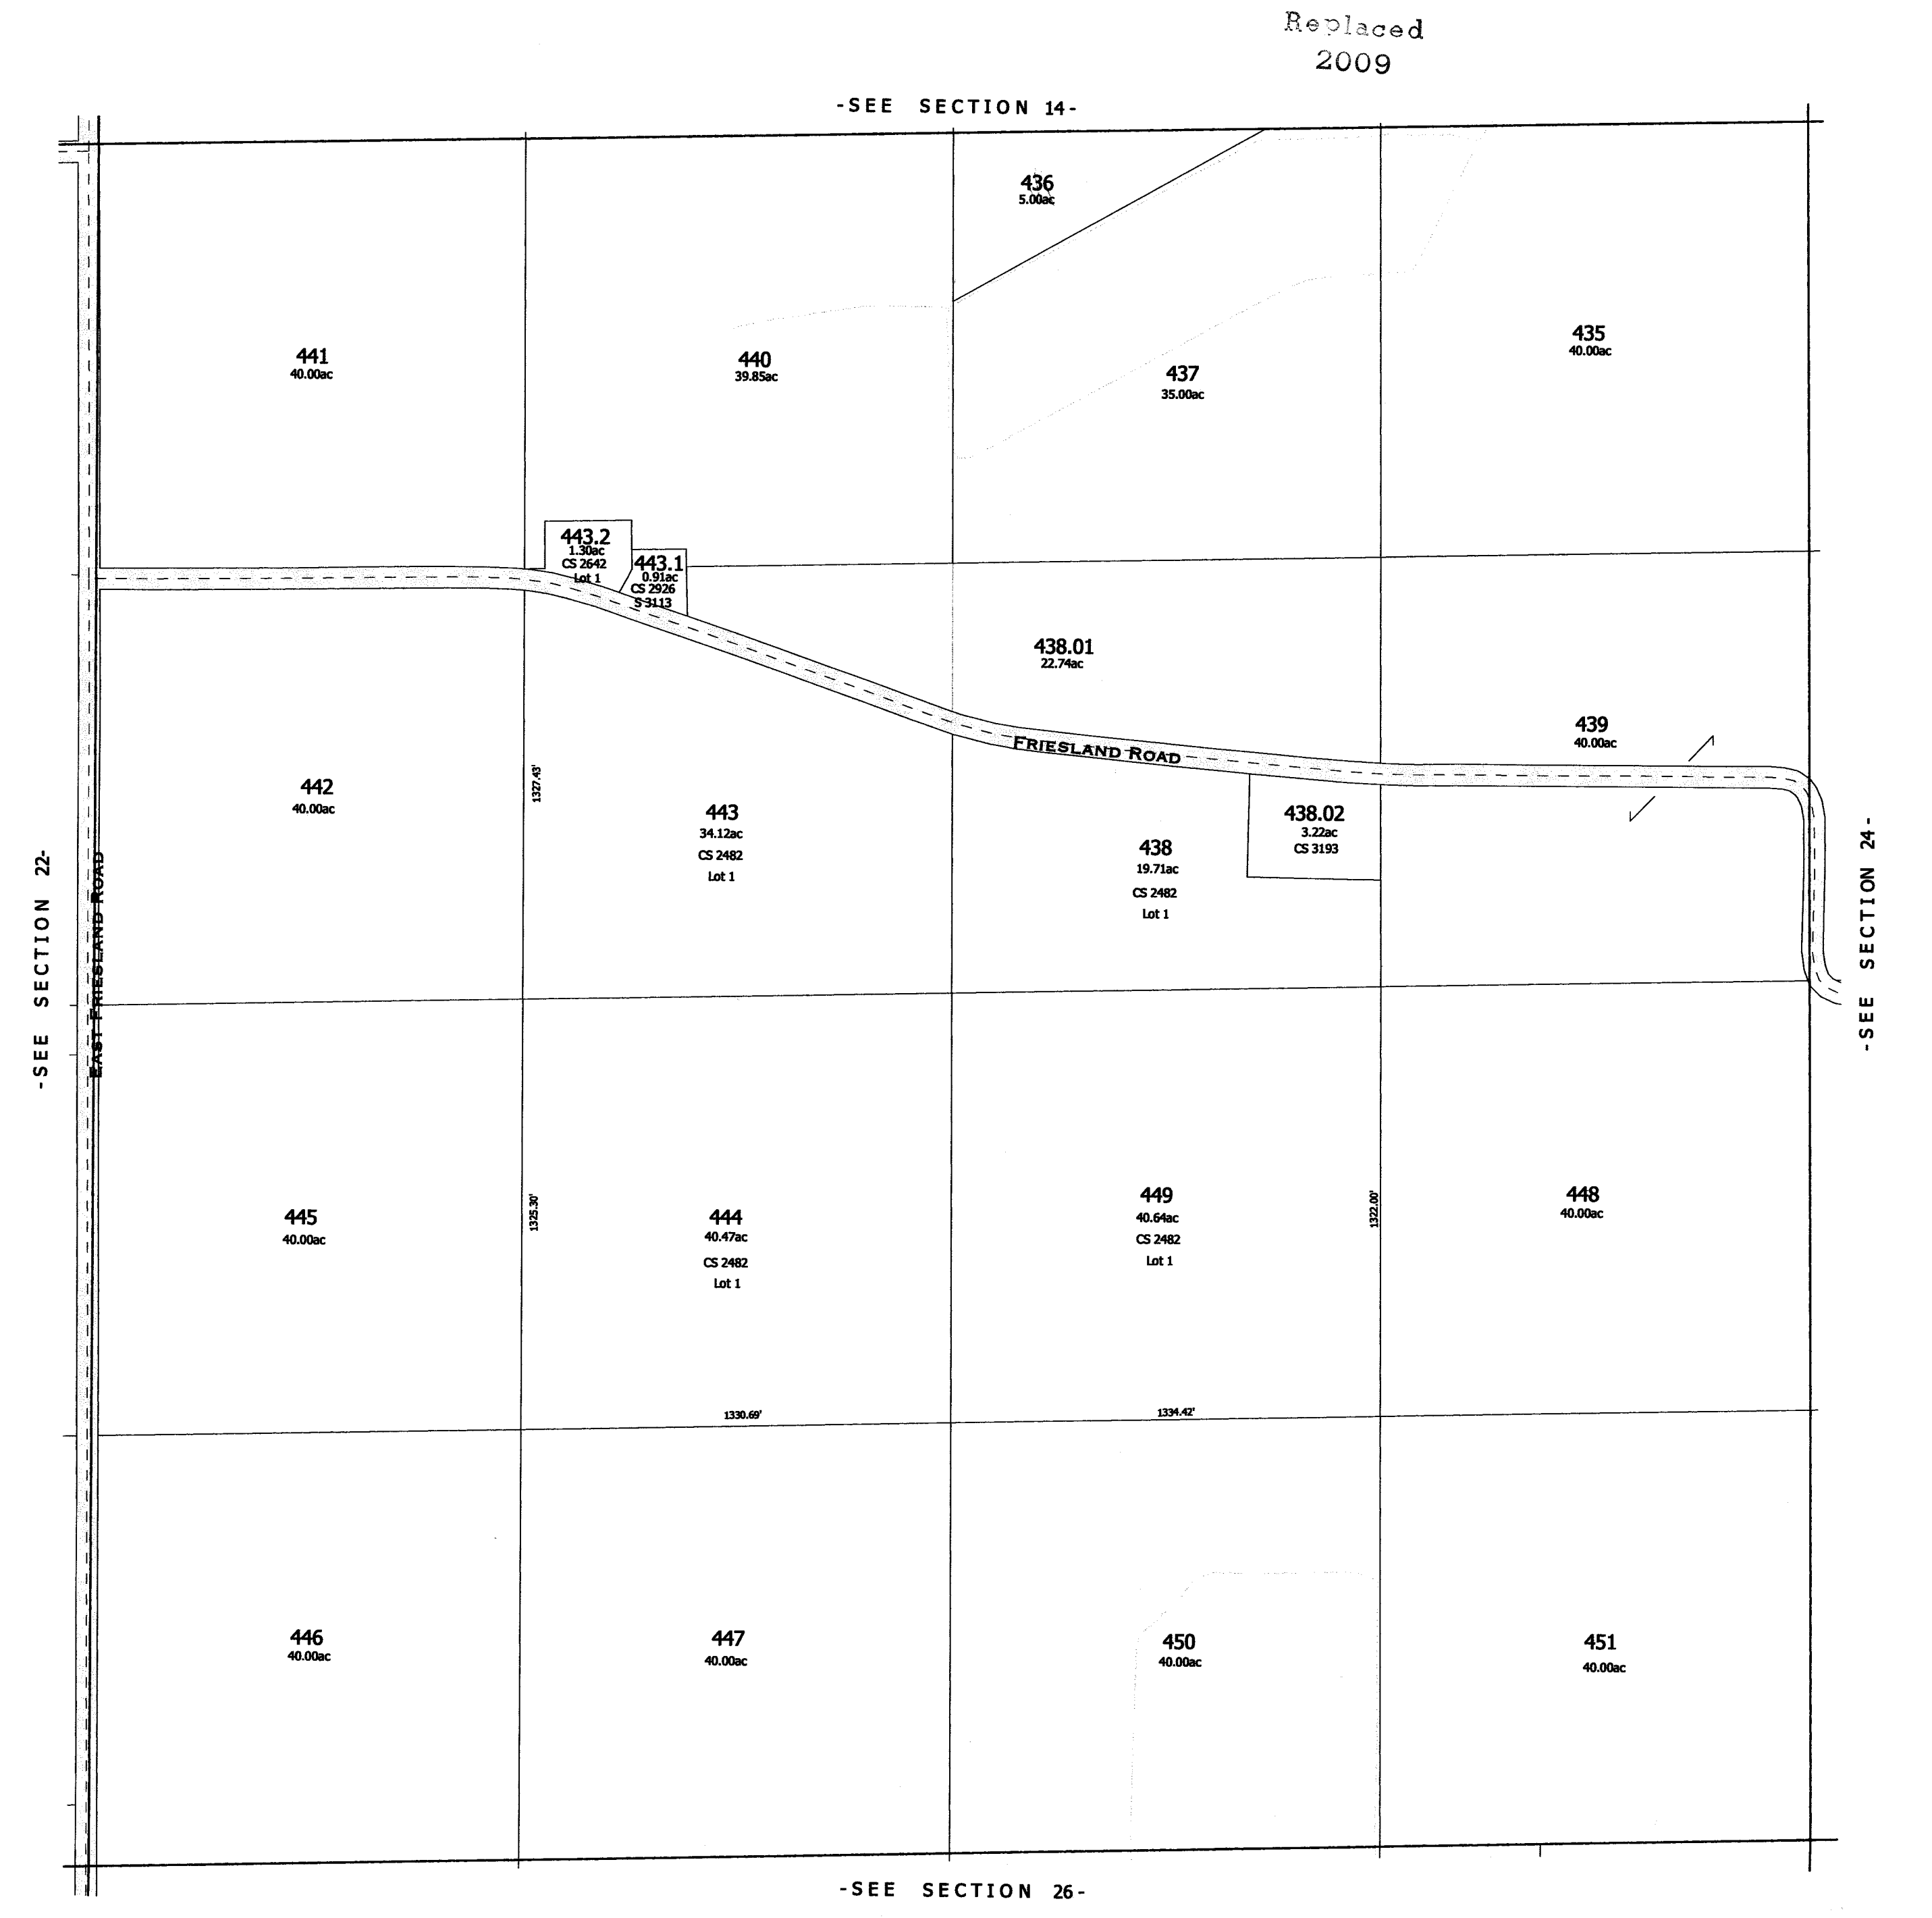 Replaced
2009
-SEE SECTION 14-
436
5.00ac
441
40.00ac
440
39.85ac
437
35.00ac
435
40.00ac
443.2
1.30ac
CS 2642
Lot 1
443.1
0.91ac
CS 2926
S 3113
438.01
22.74ac
439
40.00ac
FRIESLAND ROAD
442
40.00ac
1327.43'
443
34.12ac
CS 2482
Lot 1
438
19.71ac
CS 2482
Lot 1
438.02
3.22ac
CS 3193
-SEE SECTION 22-
EAST FRIESLAND ROAD
-SEE SECTION 24-
445
40.00ac
1325.30'
444
40.47ac
CS 2482
Lot 1
449
40.64ac
CS 2482
Lot 1
1322.00'
448
40.00ac
1330.69'
1334.42'
446
40.00ac
447
40.00ac
450
40.00ac
451
40.00ac
-SEE SECTION 26-